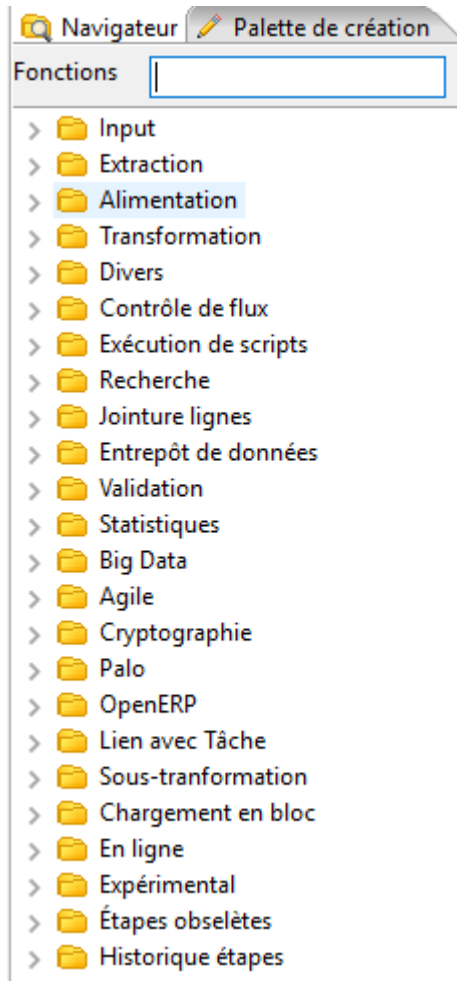 Navigateur Palette de création
Fonctions
Input
Extraction
Alimentation
Transformation
Divers
Contrôle de flux
Exécution de scripts
Recherche
Jointure lignes
Entrepôt de données
Validation
Statistiques
Big Data
Agile
Cryptographie
Palo
OpenERP
Lien avec Tâche
Sous-tranformation
Chargement en bloc
En ligne
Expérimental
Étapes obselètes
Historique étapes